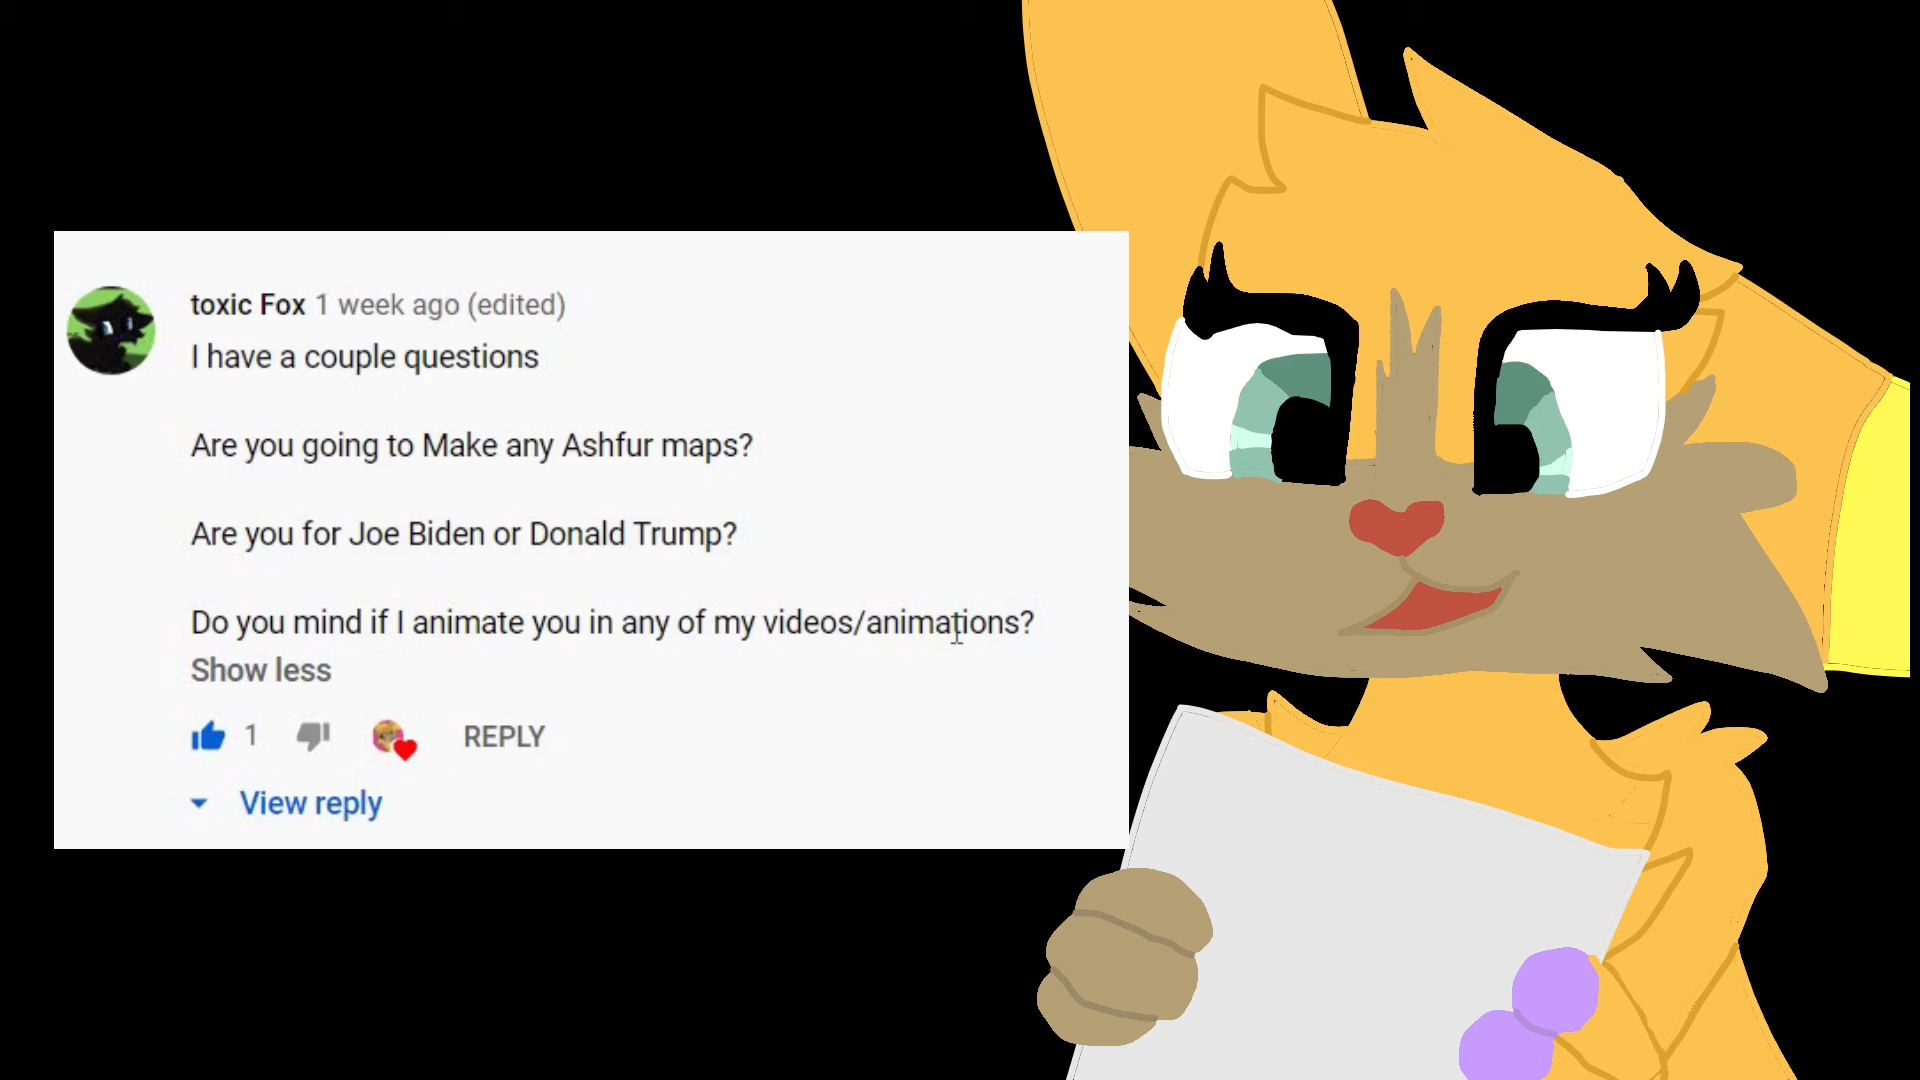 toxic Fox 1 week ago (edited)
I have a couple questions
Are you going to Make any Ashfur maps?
Are you for Joe Biden or Donald Trump?
Do you mind if I animate you in any of my videos/animations?
Show less
1 REPLY
View reply